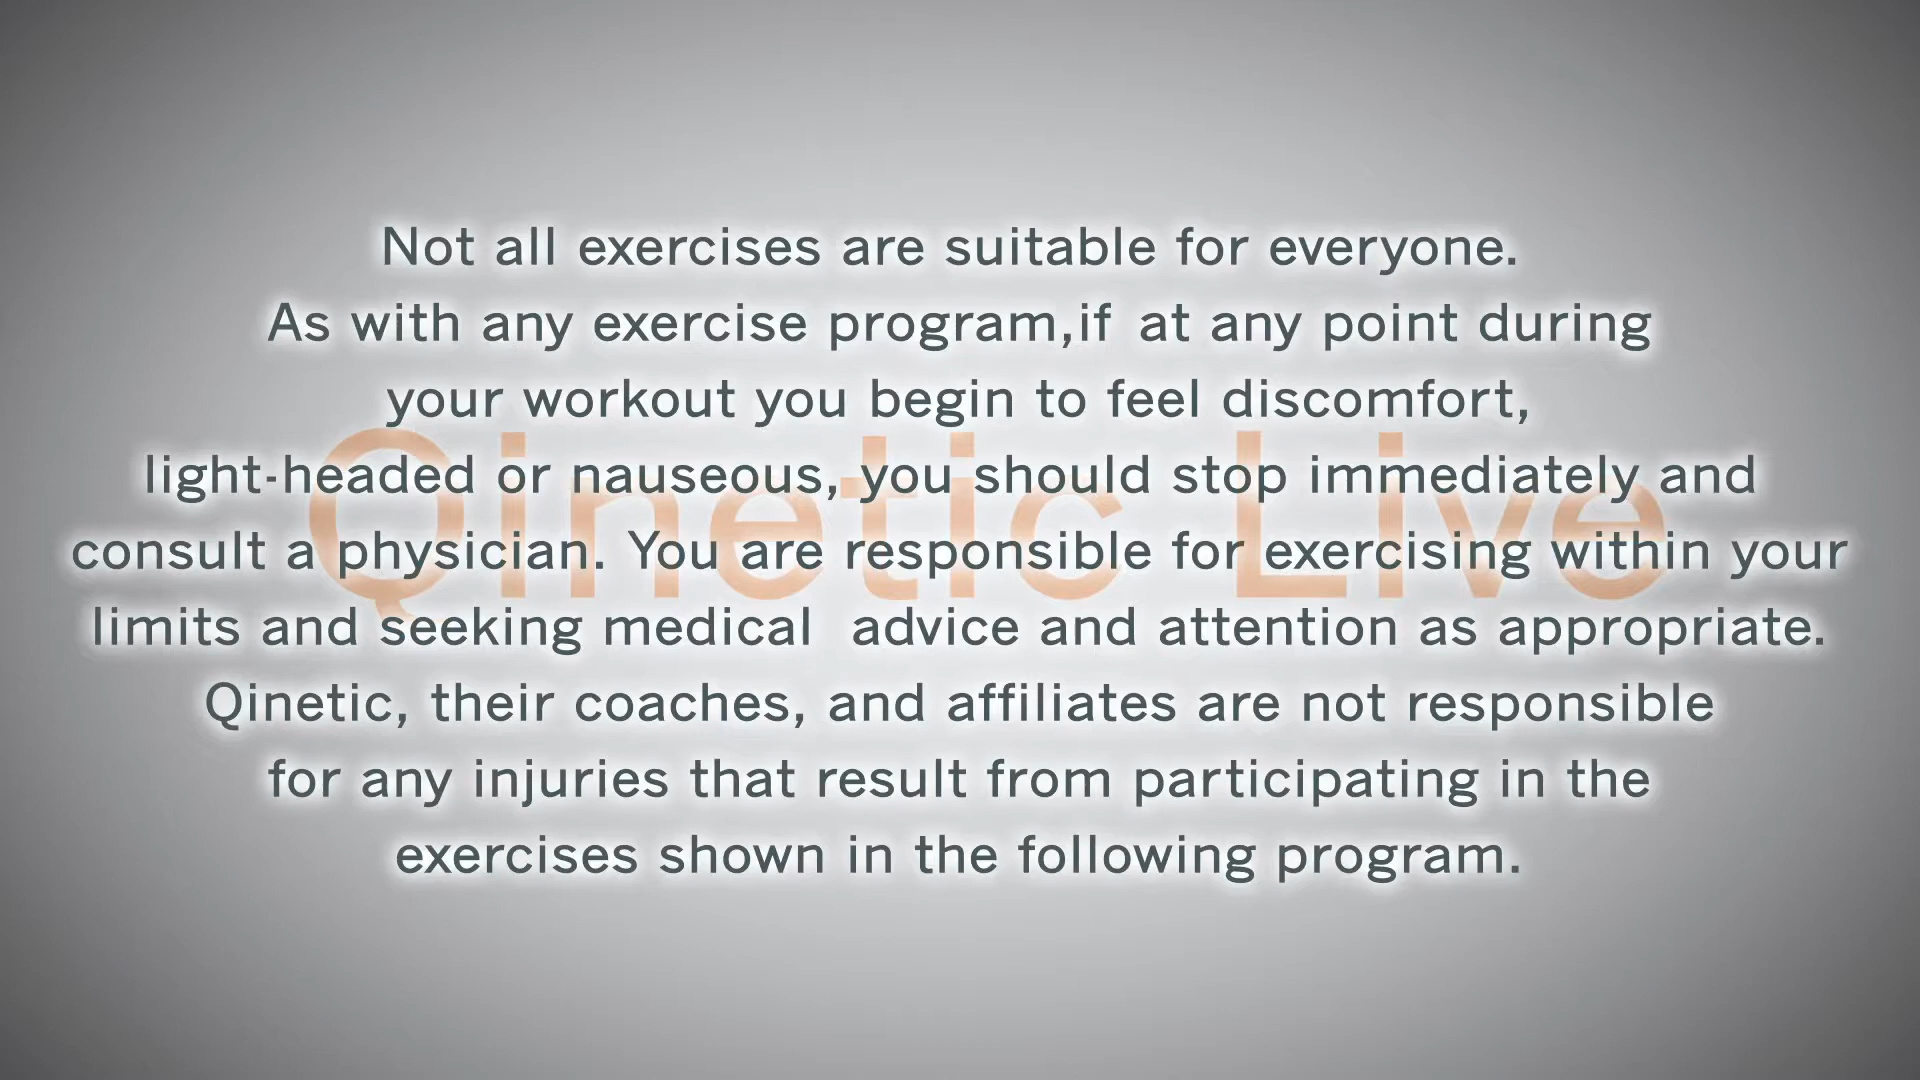 Not all exercises are suitable for everyone.
As with any exercise program,if at any point during
your workout you begin to feel discomfort,
light-headed or nauseous, you should stop immediately and
consult a physician. You are responsible for exercising within your
limits and seeking medical  advice and attention as appropriate.
Qinetic, their coaches, and affiliates are not responsible
for any injuries that result from participating in the
exercises shown in the following program.
Qinetic Live